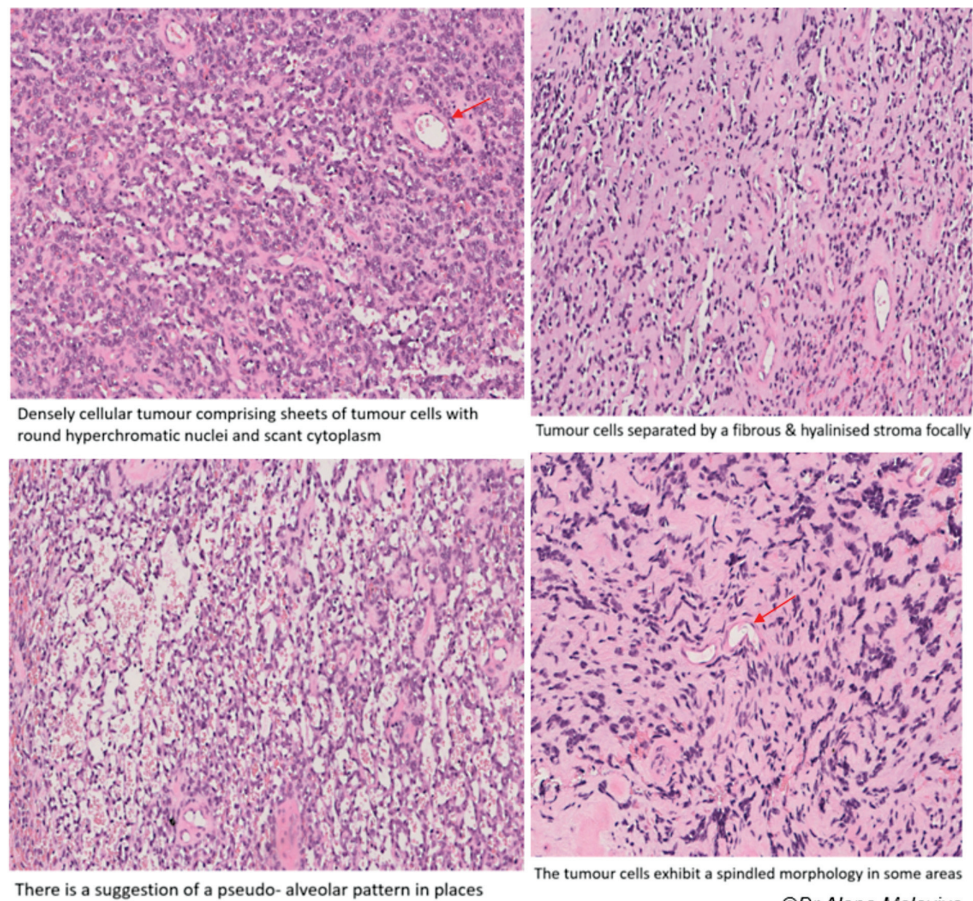 Densely cellular tumour comprising sheets of tumour cells with
round hyperchromatic nuclei and scant cytoplasm
Tumour cells separated by a fibrous & hyalinised stroma focally
There is a suggestion of a pseudo- alveolar pattern in places
The tumour cells exhibit a spindled morphology in some areas